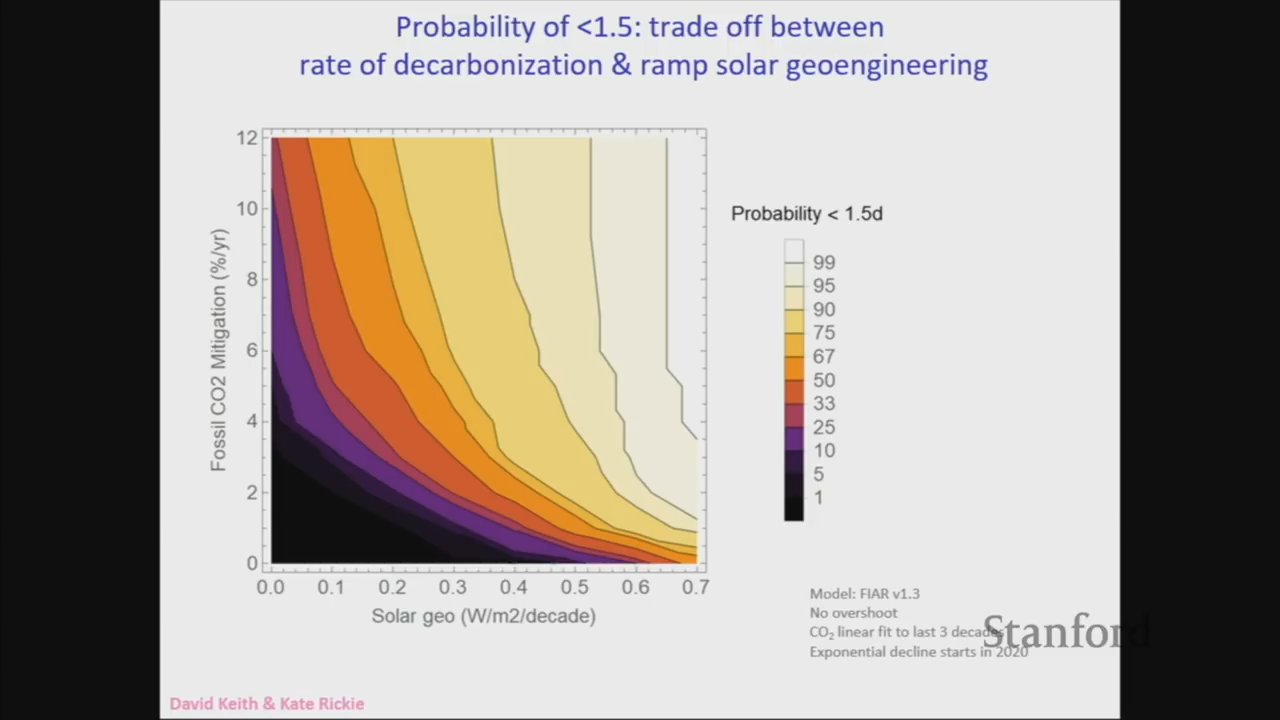 Probability of <1.5: trade off between
rate of decarbonization & ramp solar geoengineering
12
10
8
6
4
2
0
Fossil CO2 Mitigation (%/yr)
0.0 0.1 0.2 0.3 0.4 0.5 0.6 0.7
Solar geo (W/m2/decade)
Probability < 1.5d
99
95
90
75
67
50
33
25
10
5
1
Model: FIAR v1.3
No overshoot
CO₂ linear fit to last 3 decades
Exponential decline starts in 2020
Stanford
David Keith & Kate Rickie